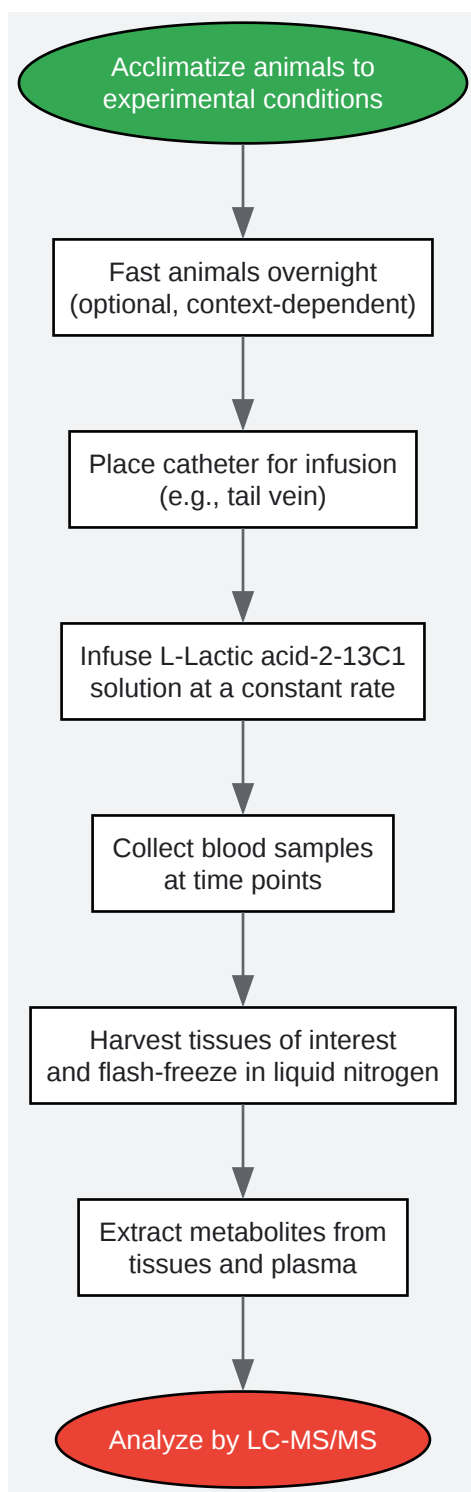 Acclimatize animals to
experimental conditions
Fast animals overnight
(optional, context-dependent)
Place catheter for infusion
(e.g., tail vein)
Infuse L-Lactic acid-2-13C1
solution at a constant rate
Collect blood samples
at time points
Harvest tissues of interest
and flash-freeze in liquid nitrogen
Extract metabolites from
tissues and plasma
Analyze by LC-MS/MS